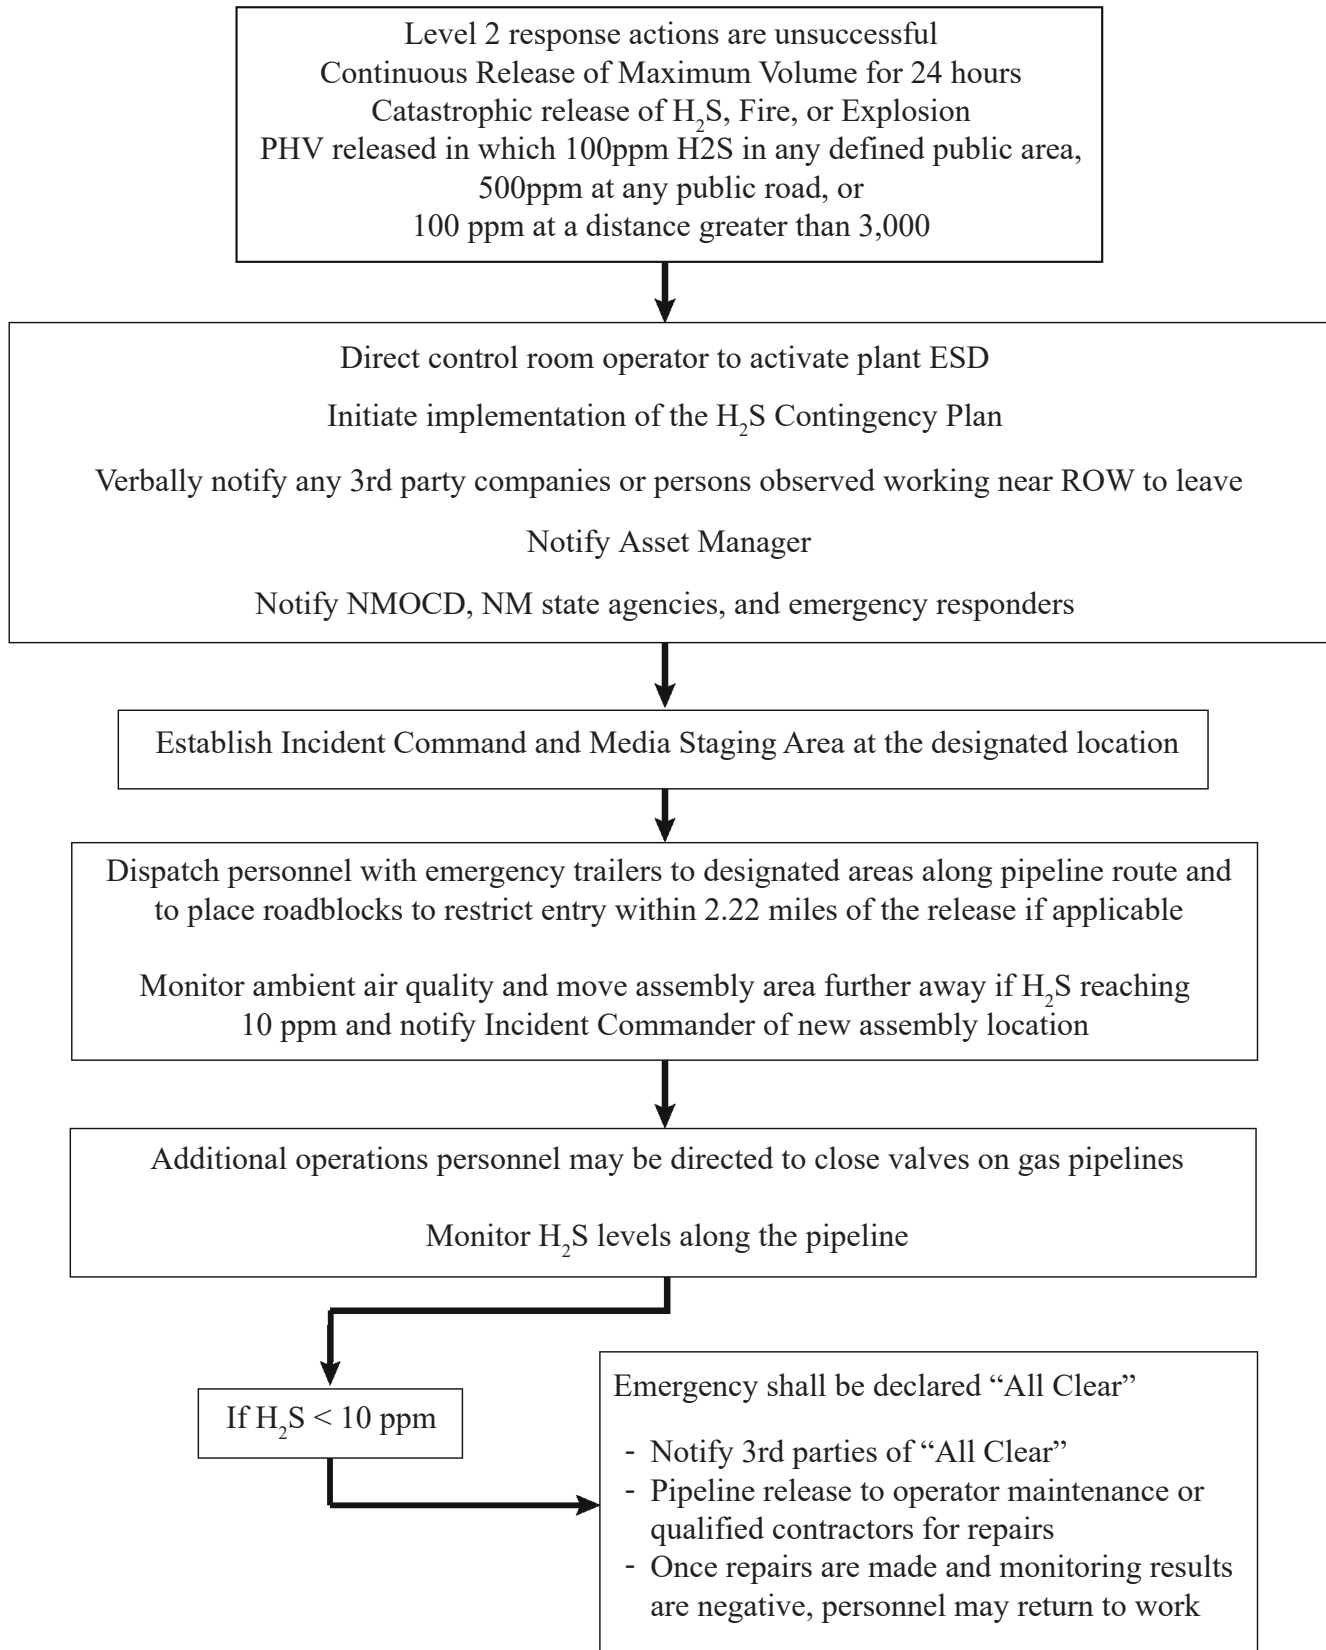 Level 2 response actions are unsuccessful
Continuous Release of Maximum Volume for 24 hours
Catastrophic release of H₂S, Fire, or Explosion
PHV released in which 100ppm H2S in any defined public area,
500ppm at any public road, or
100 ppm at a distance greater than 3,000
Direct control room operator to activate plant ESD
Initiate implementation of the H₂S Contingency Plan
Verbally notify any 3rd party companies or persons observed working near ROW to leave
Notify Asset Manager
Notify NMOCD, NM state agencies, and emergency responders
Establish Incident Command and Media Staging Area at the designated location
Dispatch personnel with emergency trailers to designated areas along pipeline route and
to place roadblocks to restrict entry within 2.22 miles of the release if applicable
Monitor ambient air quality and move assembly area further away if H₂S reaching
10 ppm and notify Incident Commander of new assembly location
Additional operations personnel may be directed to close valves on gas pipelines
Monitor H₂S levels along the pipeline
If H₂S < 10 ppm
Emergency shall be declared “All Clear”
- Notify 3rd parties of “All Clear”
- Pipeline release to operator maintenance or
qualified contractors for repairs
- Once repairs are made and monitoring results
are negative, personnel may return to work